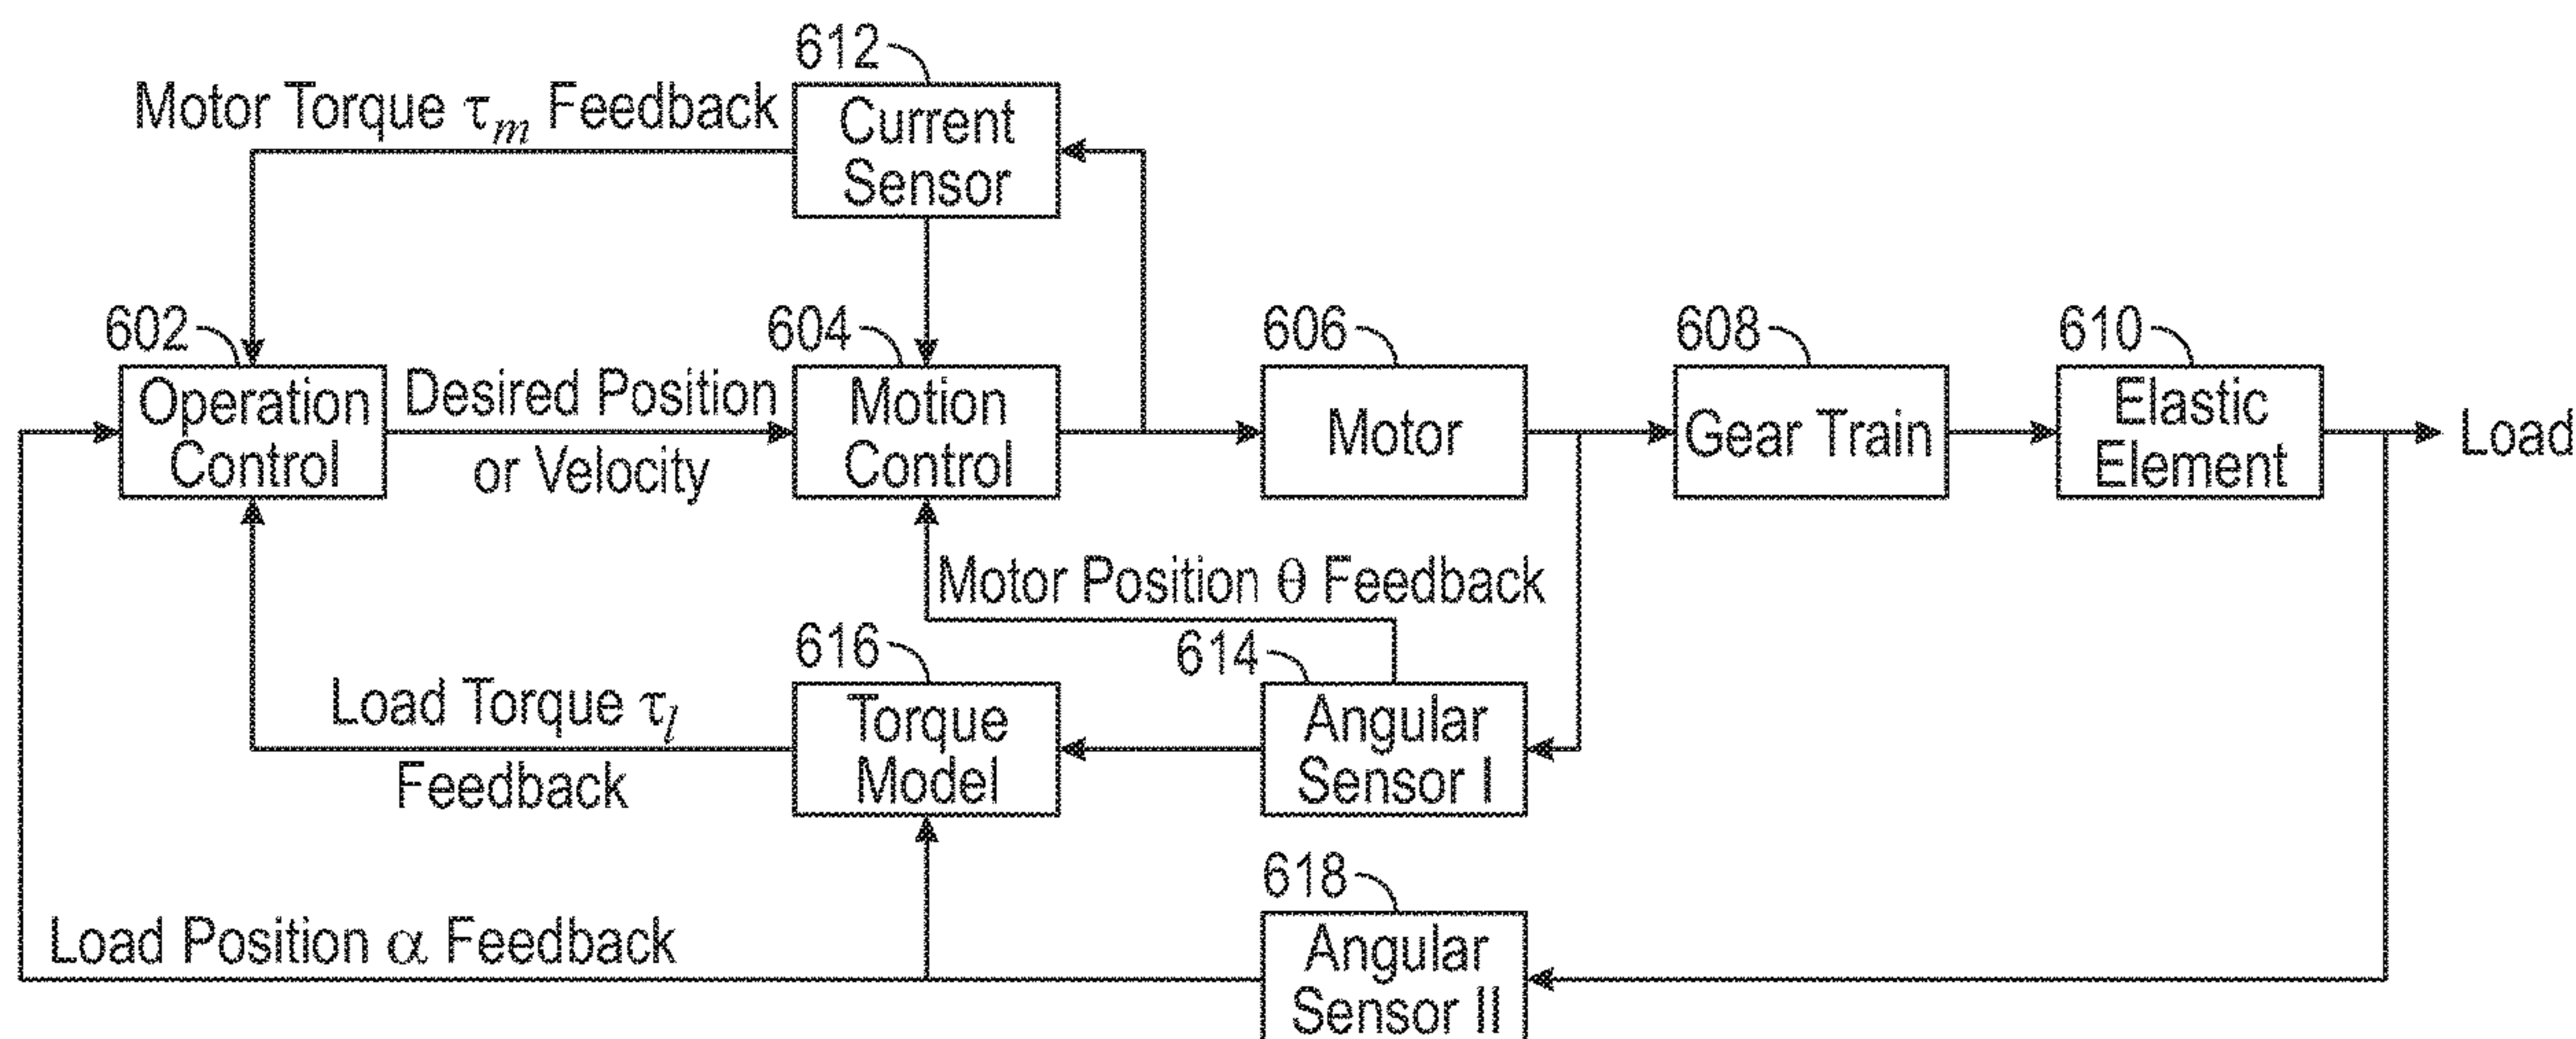 612
Motor Torque τm Feedback
Current
Sensor
602
604
606
608
610
Operation
Control
Desired Position
or Velocity
Motion
Control
Motor
Gear Train
Elastic
Element
Load
Motor Position θ Feedback
616
614
Load Torque τl
Feedback
Torque
Model
Angular
Sensor I
618
Load Position α Feedback
Angular
Sensor II